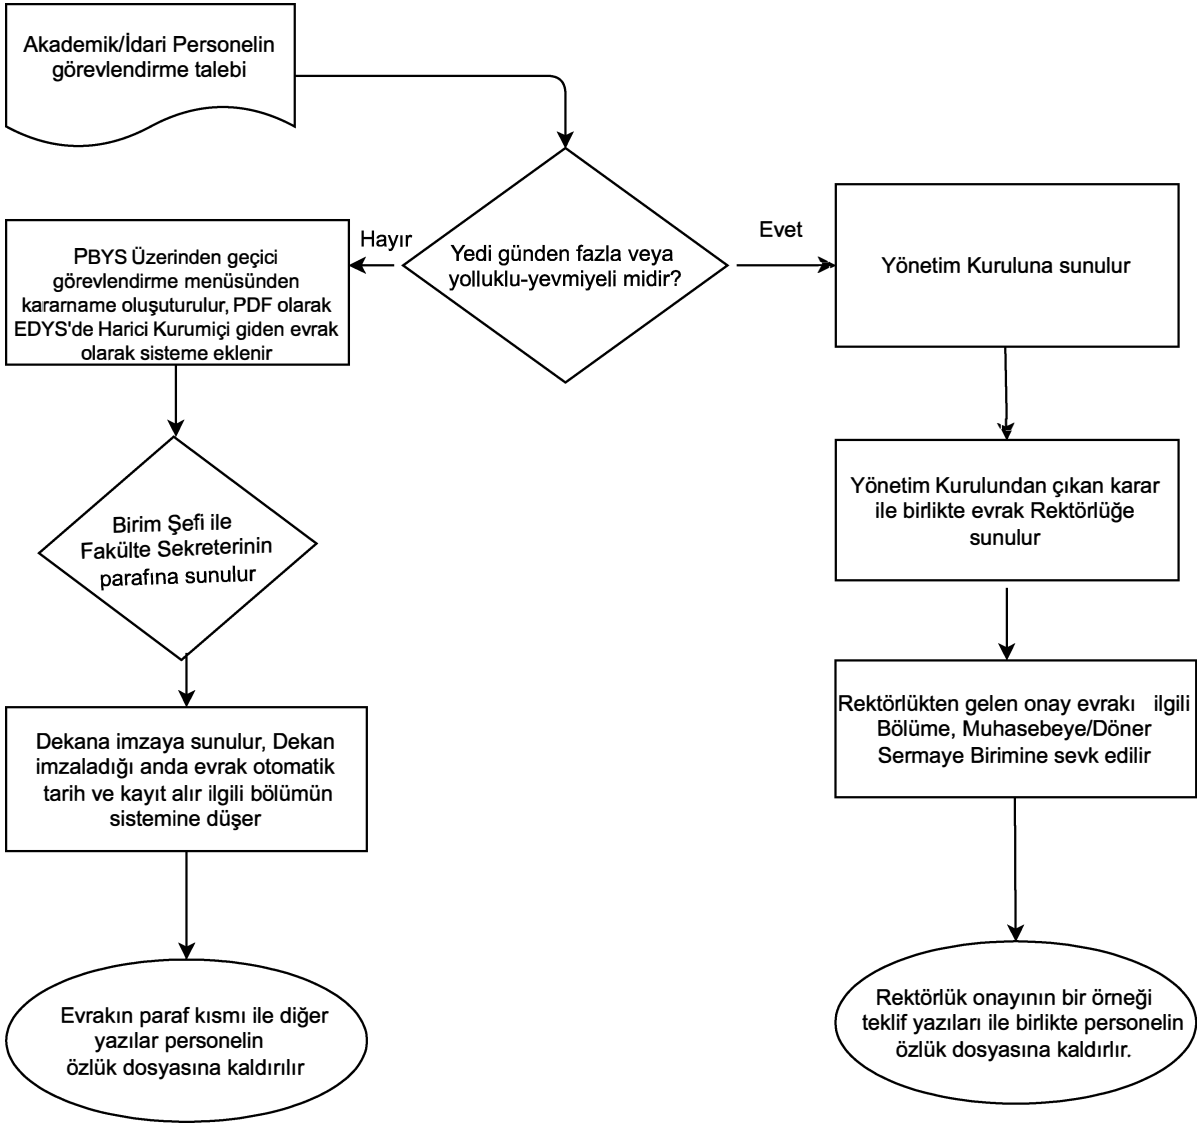 Akademik/İdari Personelin
görevlendirme talebi
Yedi günden fazla veya
yolluklu-yevmiyeli midir?
Hayır
Evet
PBYS Üzerinden geçici
görevlendirme menüsünden
kararname oluşuturulur, PDF olarak
EDYS'de Harici Kurumiçi giden evrak
olarak sisteme eklenir
Birim Şefi ile
Fakülte Sekreterinin
parafına sunulur
Dekana imzaya sunulur, Dekan
imzaladığı anda evrak otomatik
tarih ve kayıt alır ilgili bölümün
sistemine düşer
Evrakın paraf kısmı ile diğer
yazılar personelin
özlük dosyasına kaldırılır
Yönetim Kuruluna sunulur
Yönetim Kurulundan çıkan karar
ile birlikte evrak Rektörlüğe
sunulur
Rektörlükten gelen onay evrakı ilgili
Bölüme, Muhasebeye/Döner
Sermaye Birimine sevk edilir
Rektörlük onayının bir örneği
teklif yazıları ile birlikte personelin
özlük dosyasına kaldırlır.